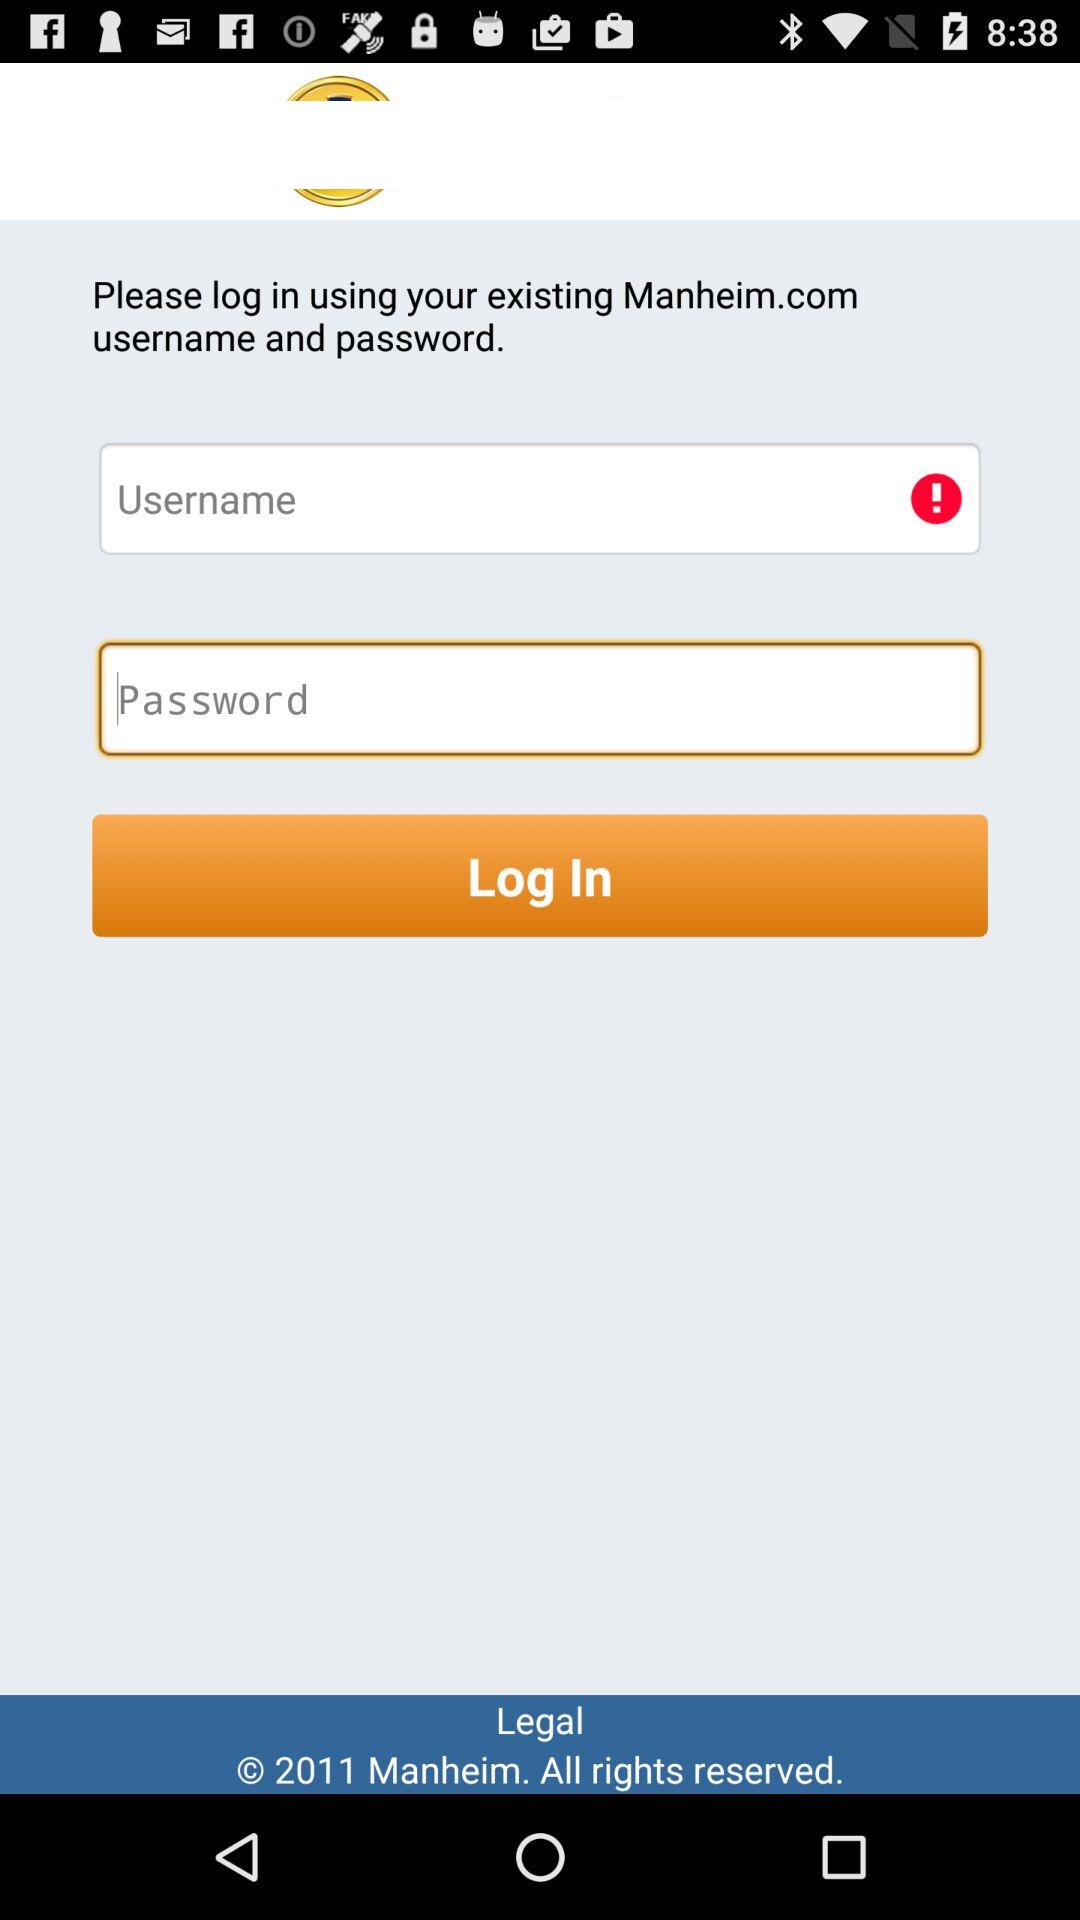 FAKE
8:38
Please log in using your existing Manheim.com
username and password.
Username
Password
Log In
Legal
© 2011 Manheim. All rights reserved.